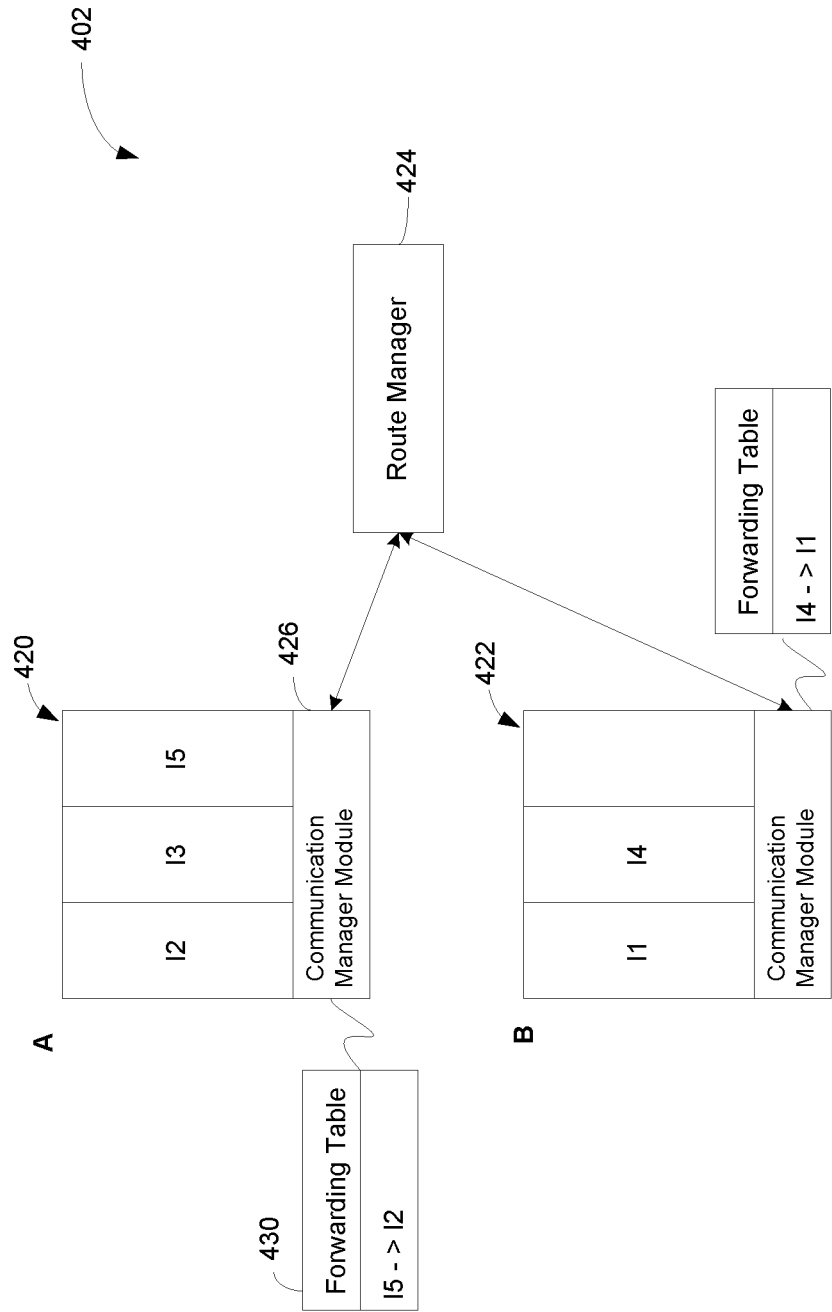 402
A
420
I2
I3
I5
426
Communication
Manager Module
430
Forwarding Table
I5 - > I2
424
Route Manager
B
422
I1
I4
Communication
Manager Module
Forwarding Table
I4 - > I1